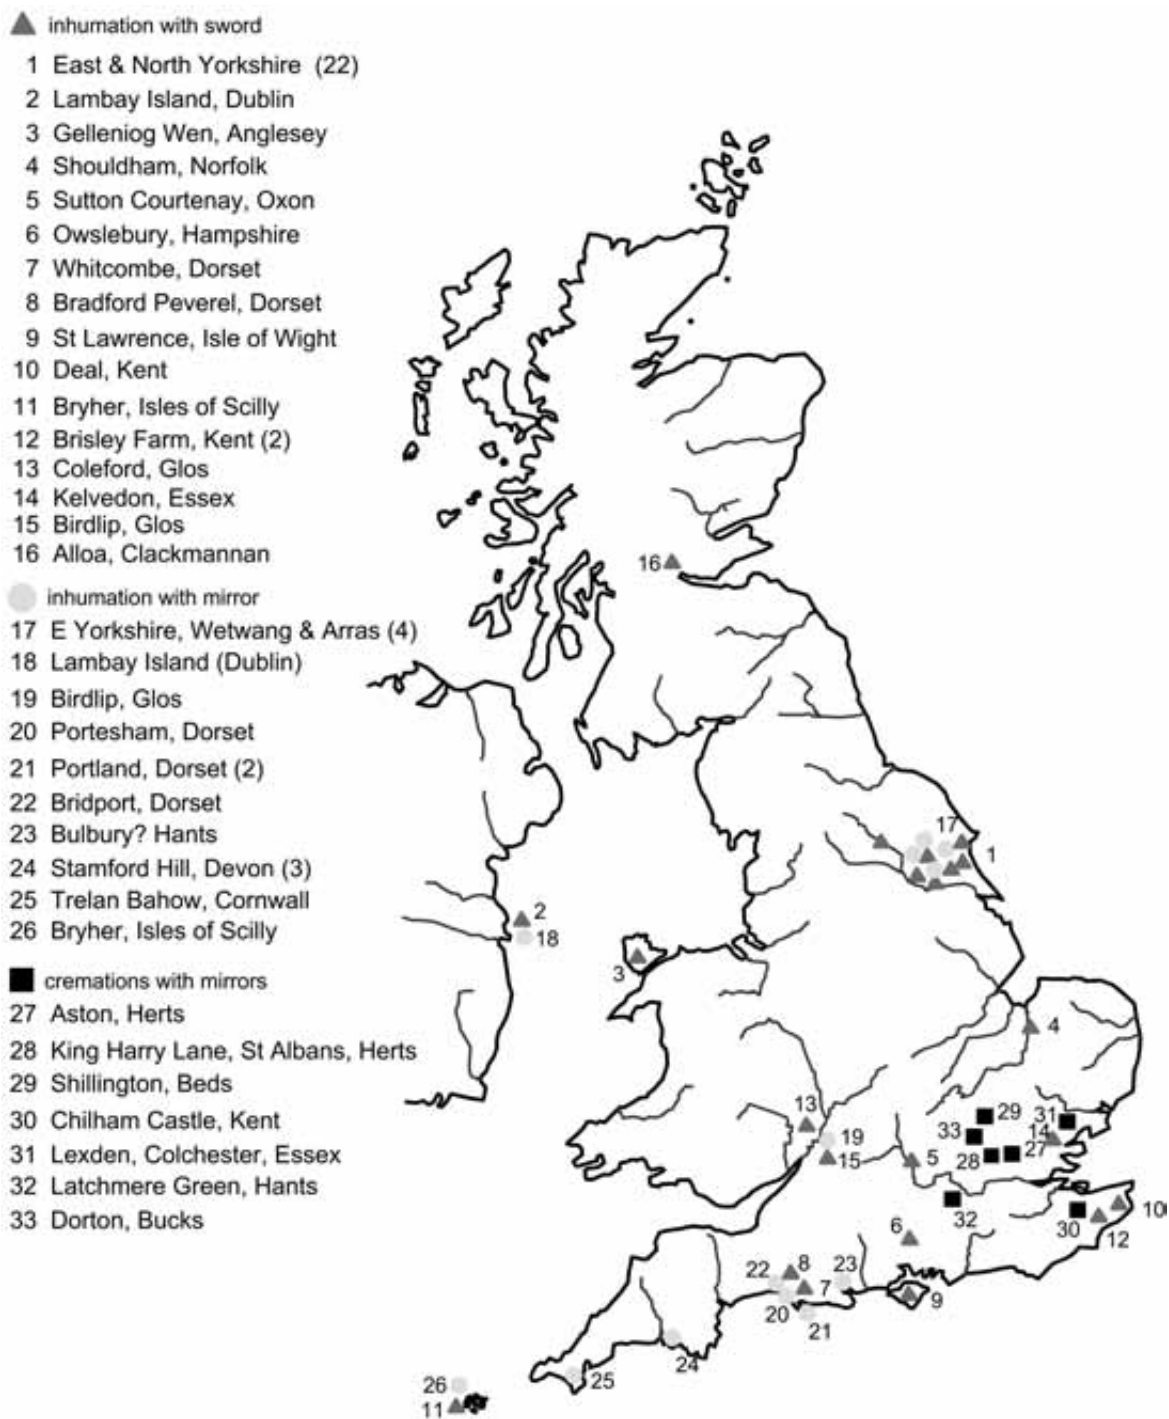 inhumation with sword
1 East & North Yorkshire (22)
2 Lambay Island, Dublin
3 Gelleniog Wen, Anglesey
4 Shouldham, Norfolk
5 Sutton Courtenay, Oxon
6 Owslebury, Hampshire
7 Whitcombe, Dorset
8 Bradford Peverel, Dorset
9 St Lawrence, Isle of Wight
10 Deal, Kent
11 Bryher, Isles of Scilly
12 Brisley Farm, Kent (2)
13 Coleford, Glos
14 Kelvedon, Essex
15 Birdlip, Glos
16 Alloa, Clackmannan
inhumation with mirror
17 E Yorkshire, Wetwang & Arras (4)
18 Lambay Island (Dublin)
19 Birdlip, Glos
20 Portesham, Dorset
21 Portland, Dorset (2)
22 Bridport, Dorset
23 Bulbury? Hants
24 Stamford Hill, Devon (3)
25 Trelan Bahow, Cornwall
26 Bryher, Isles of Scilly
cremations with mirrors
27 Aston, Herts
28 King Harry Lane, St Albans, Herts
29 Shillington, Beds
30 Chilham Castle, Kent
31 Lexden, Colchester, Essex
32 Latchmere Green, Hants
33 Dorton, Bucks
16
17
1
2
18
3
4
13
29
31
33
14
19
27
15
5
28
10
32
30
12
6
8
23
22
7
9
20
21
24
25
26
11